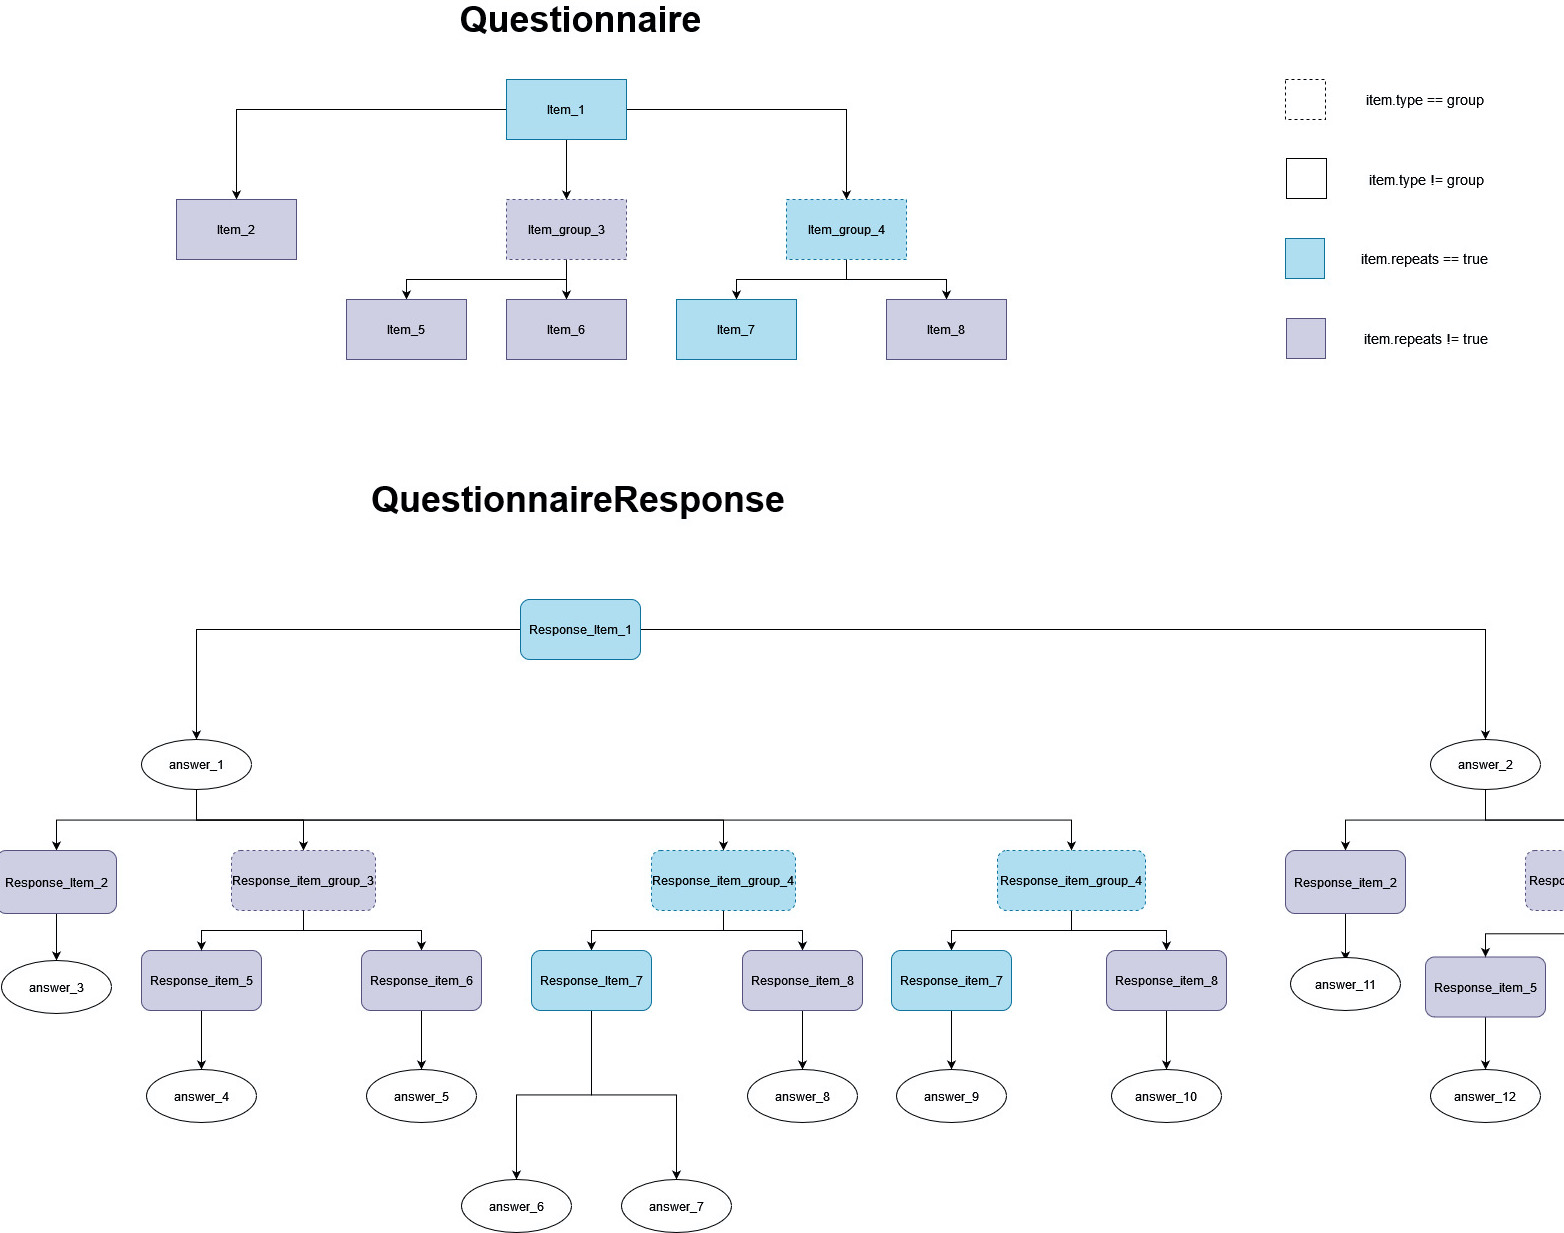 Questionnaire
Item_1
item.type == group
item.type != group
Item_2
Item_group_3
Item_group_4
item.repeats == true
Item_5
Item_6
Item_7
Item_8
item.repeats != true
QuestionnaireResponse
Response_Item_1
answer_1
answer_2
Response_Item_2
Response_item_group_3
Response_item_group_4
Response_item_group_4
Response_item_2
Respo
answer_3
Response_item_5
Response_item_6
Response_Item_7
Response_item_8
Response_item_7
Response_item_8
answer_11
Response_item_5
answer_4
answer_5
answer_8
answer_9
answer_10
answer_12
answer_6
answer_7